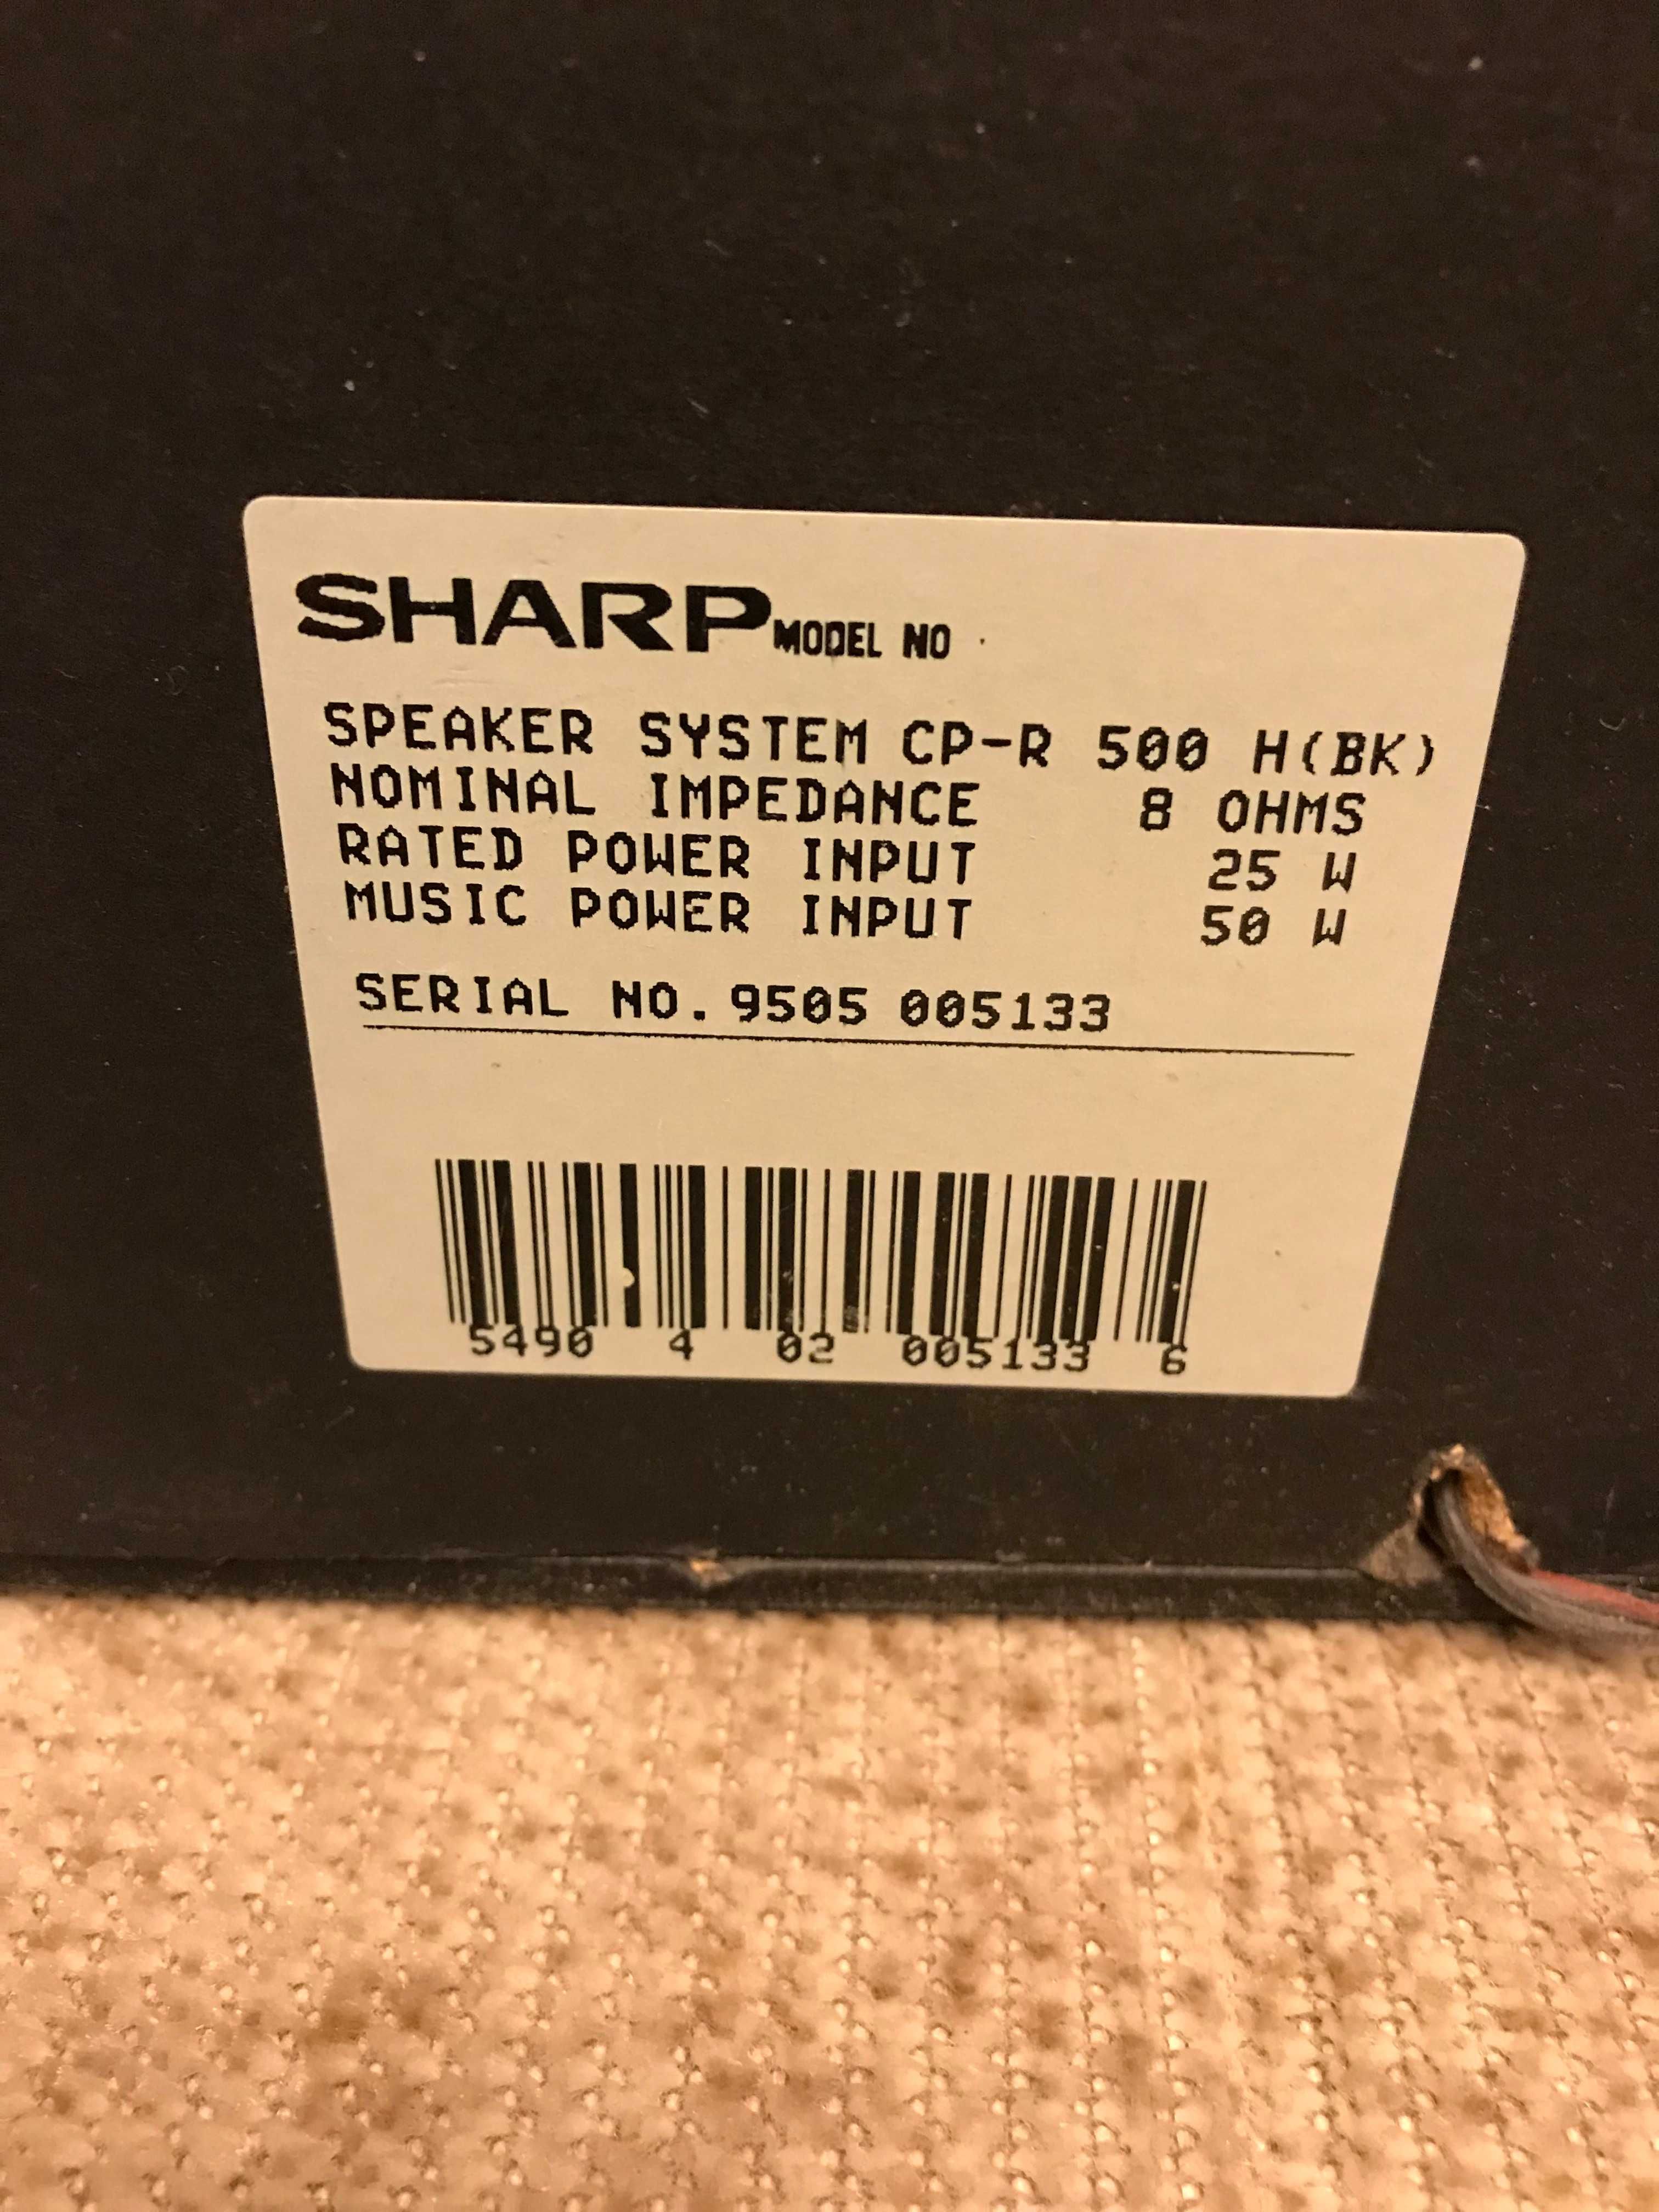 SHARP MODEL NO.
SPEAKER SYSTEM CP-R 500 H(BK)
NOMINAL IMPEDANCE 8 OHMS
RATED POWER INPUT 25 W
MUSIC POWER INPUT 50 W
SERIAL NO. 9505 005133
5490 4 02 005133 6